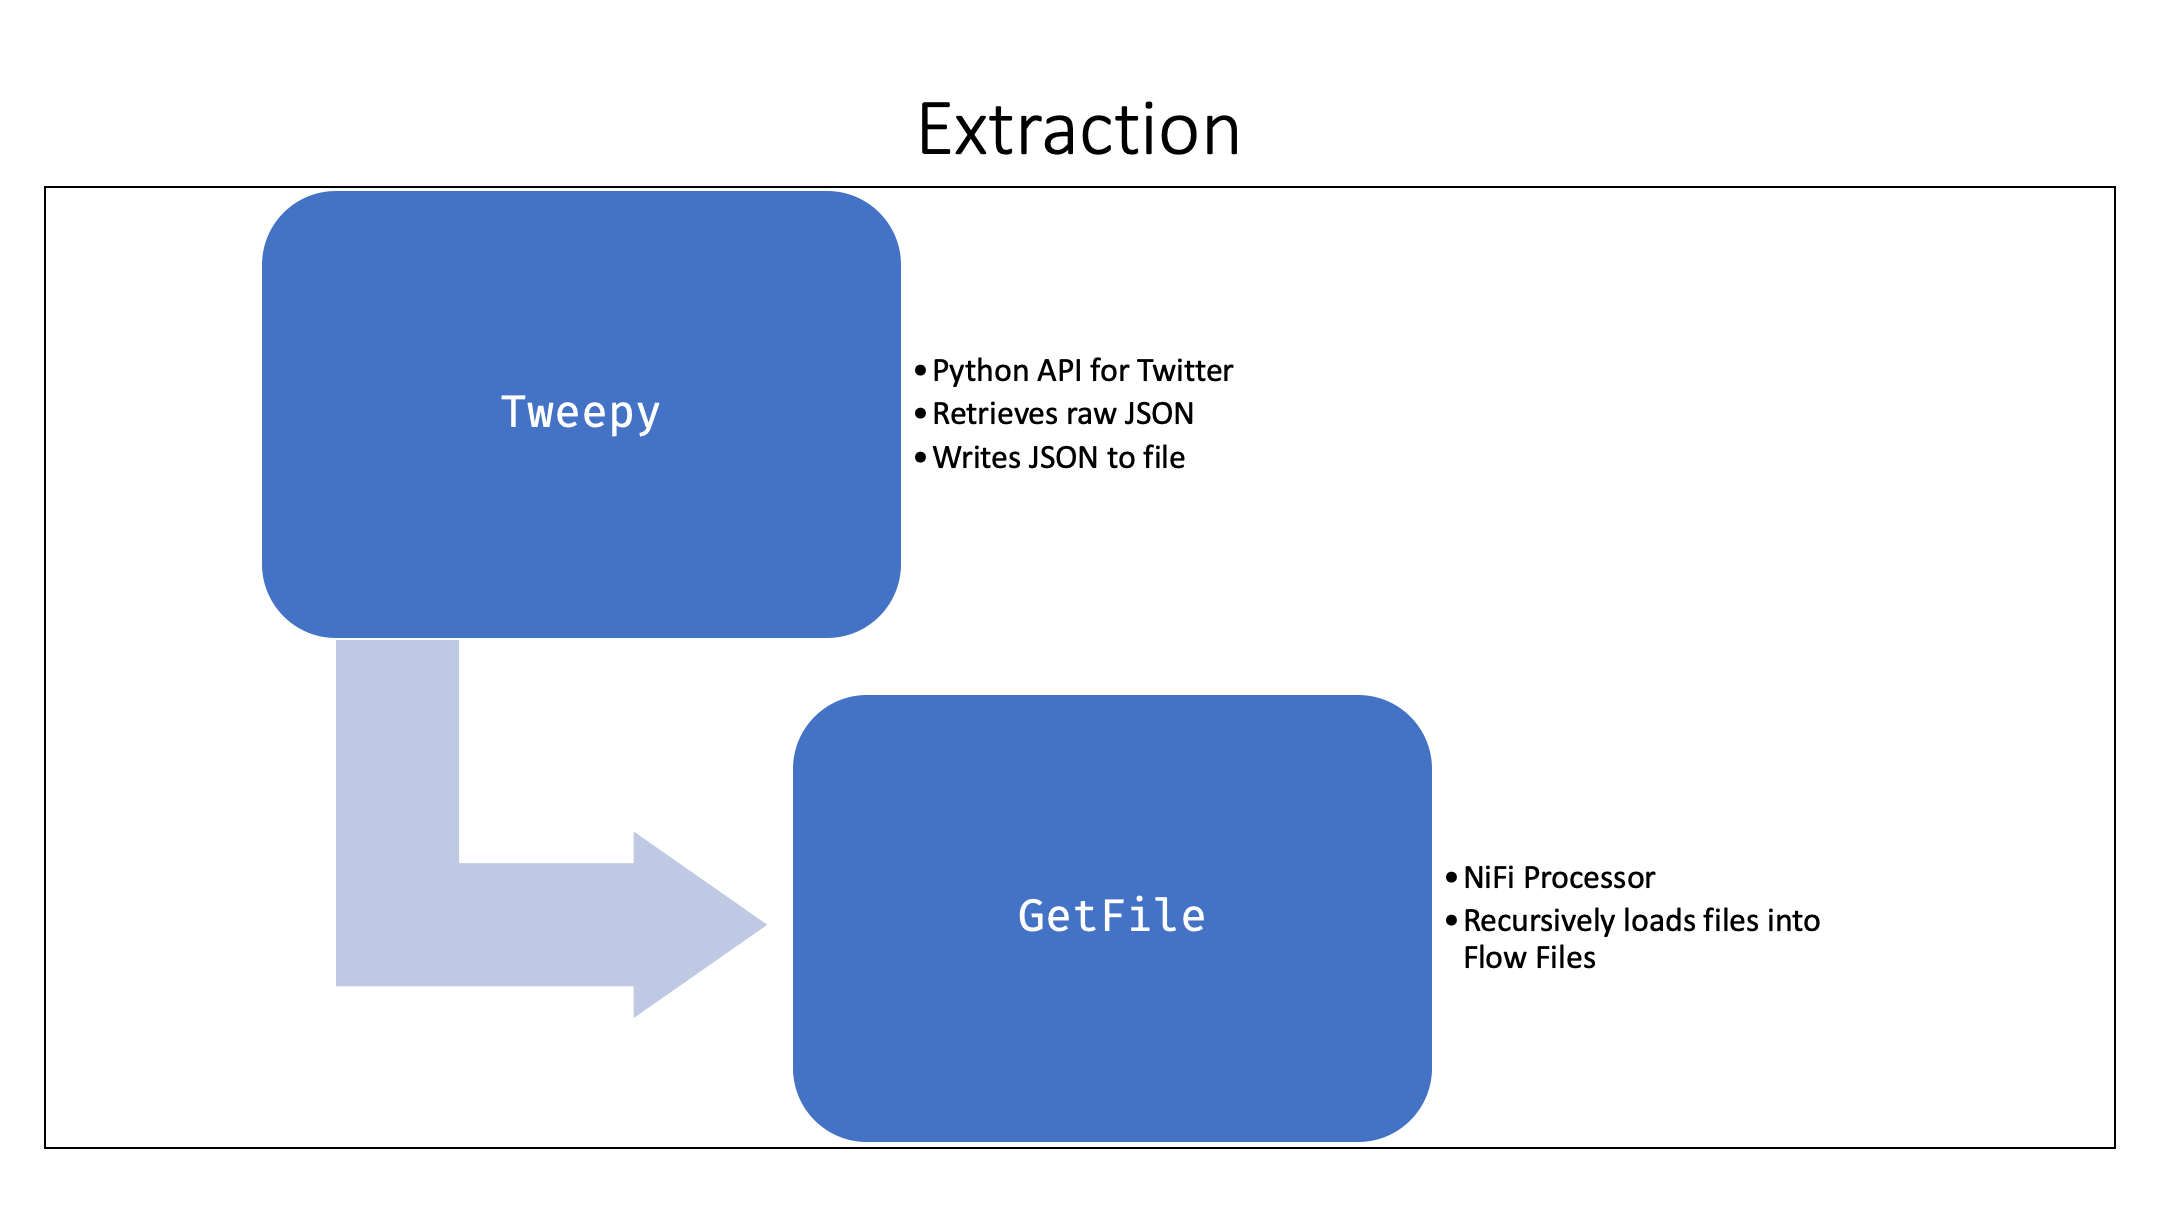 Extraction
Tweepy
•Python API for Twitter
•Retrieves raw JSON
•Writes JSON to file
GetFile
•NiFi Processor
•Recursively loads files into
Flow Files